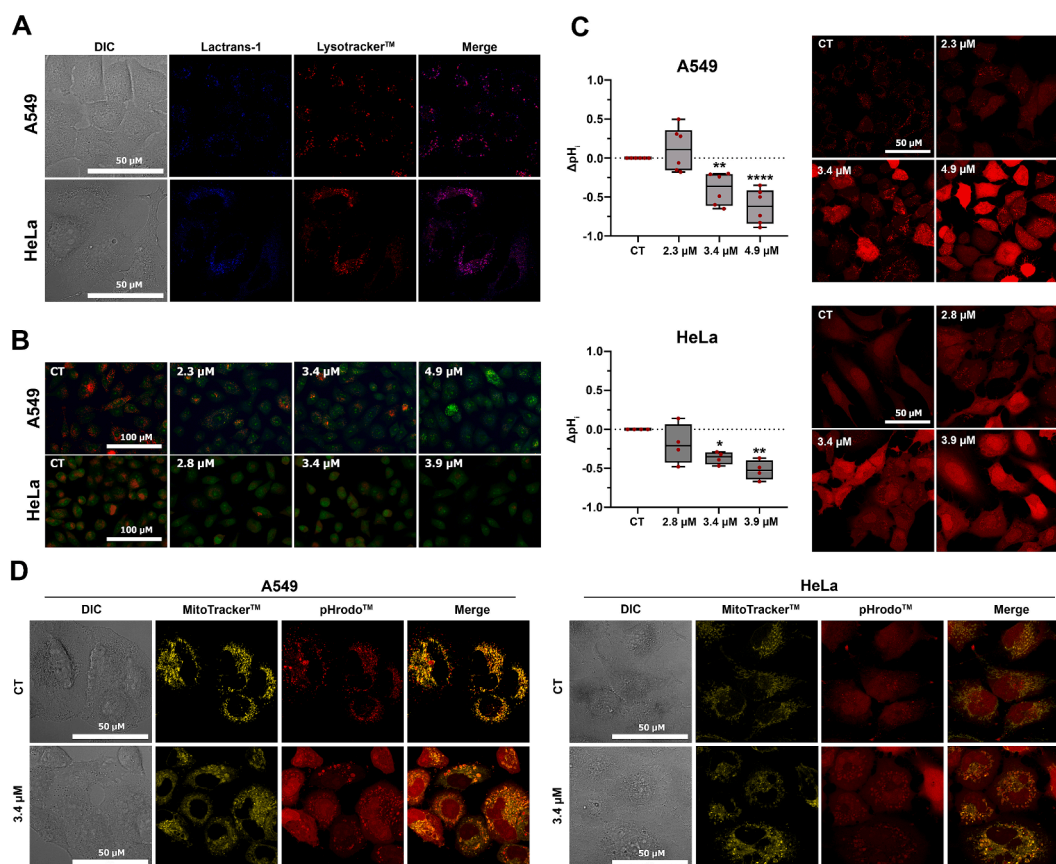 A
DIC Lactrans-1 Lysotracker™ Merge
A549
50 µM
HeLa
50 µM
B
A549
CT 2.3 µM 3.4 µM 4.9 µM
100 µM
HeLa
CT 2.8 µM 3.4 µM 3.9 µM
100 µM
C
A549
ΔpHi
1.0
0.5
0.0
-0.5
-1.0
**
****
CT 2.3 µM 3.4 µM 4.9 µM
CT 2.3 µM
50 µM
3.4 µM 4.9 µM
HeLa
ΔpHi
1.0
0.5
0.0
-0.5
-1.0
*
**
CT 2.8 µM 3.4 µM 3.9 µM
CT 2.8 µM
50 µM
3.4 µM 3.9 µM
D
A549
DIC MitoTracker™ pHrodo™ Merge
CT
50 µM
3.4 µM
50 µM
HeLa
DIC MitoTracker™ pHrodo™ Merge
CT
50 µM
3.4 µM
50 µM